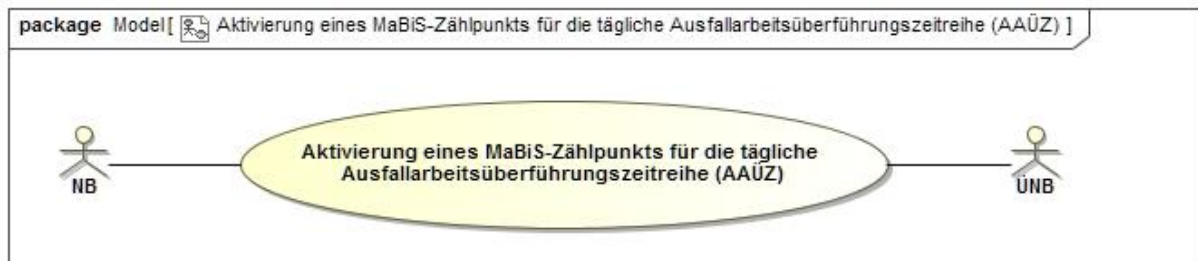 package Model[ Aktivierung eines MaBiS-Zählpunkts für die tägliche Ausfallarbeitsüberführungszeitreihe (AAÜZ) ]
Aktivierung eines MaBiS-Zählpunkts für die tägliche
Ausfallarbeitsüberführungszeitreihe (AAÜZ)
NB
ÜNB